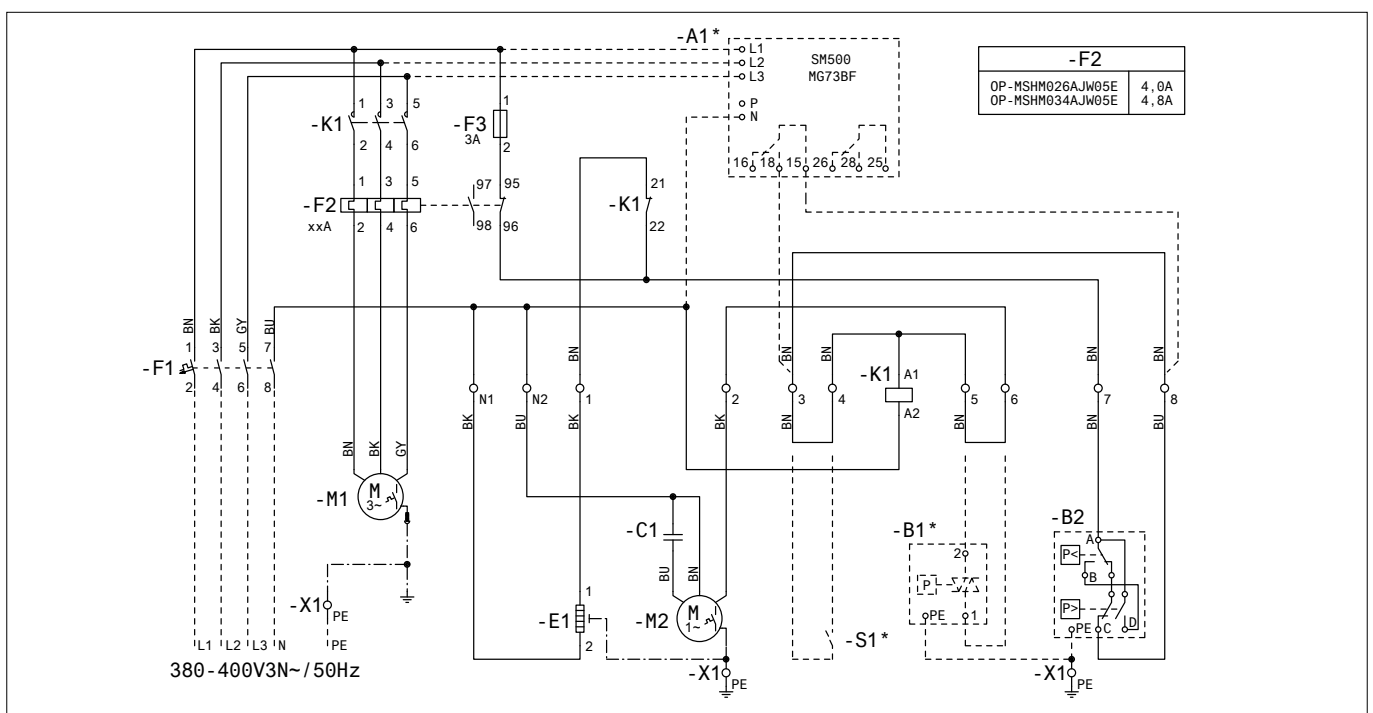 -A1*
L1
L2
L3
SM500
MG73BF
P
N
16 18 15 26 28 25
-F2
OP-MSHM026AJW05E 4,0A
OP-MSHM034AJW05E 4,8A
1 3 5
-K1
2 4 6
1
-F3
3A
2
1 3 5
-F2
xxA
2 4 6
97 95
98 96
21
-K1
22
BN BK GY BU
1 3 5 7
-F1
2 4 6 8
BN BN BN BN BN
-K1 A1
A2
N1 N2 1 2 3 4 5 6 7 8
BK BU BK BK BN BN BN BU
BN BK GY
-M1
M
3~
-X1
PE
L1 L2 L3 N PE
380-400V3N~/50Hz
-C1
BU BN
-M2
M
1~
1
-E1
2
-X1
PE
-S1*
-B1*
2
P
PE 1
-B2
A
P<
B
P>
PE C D
-X1
PE